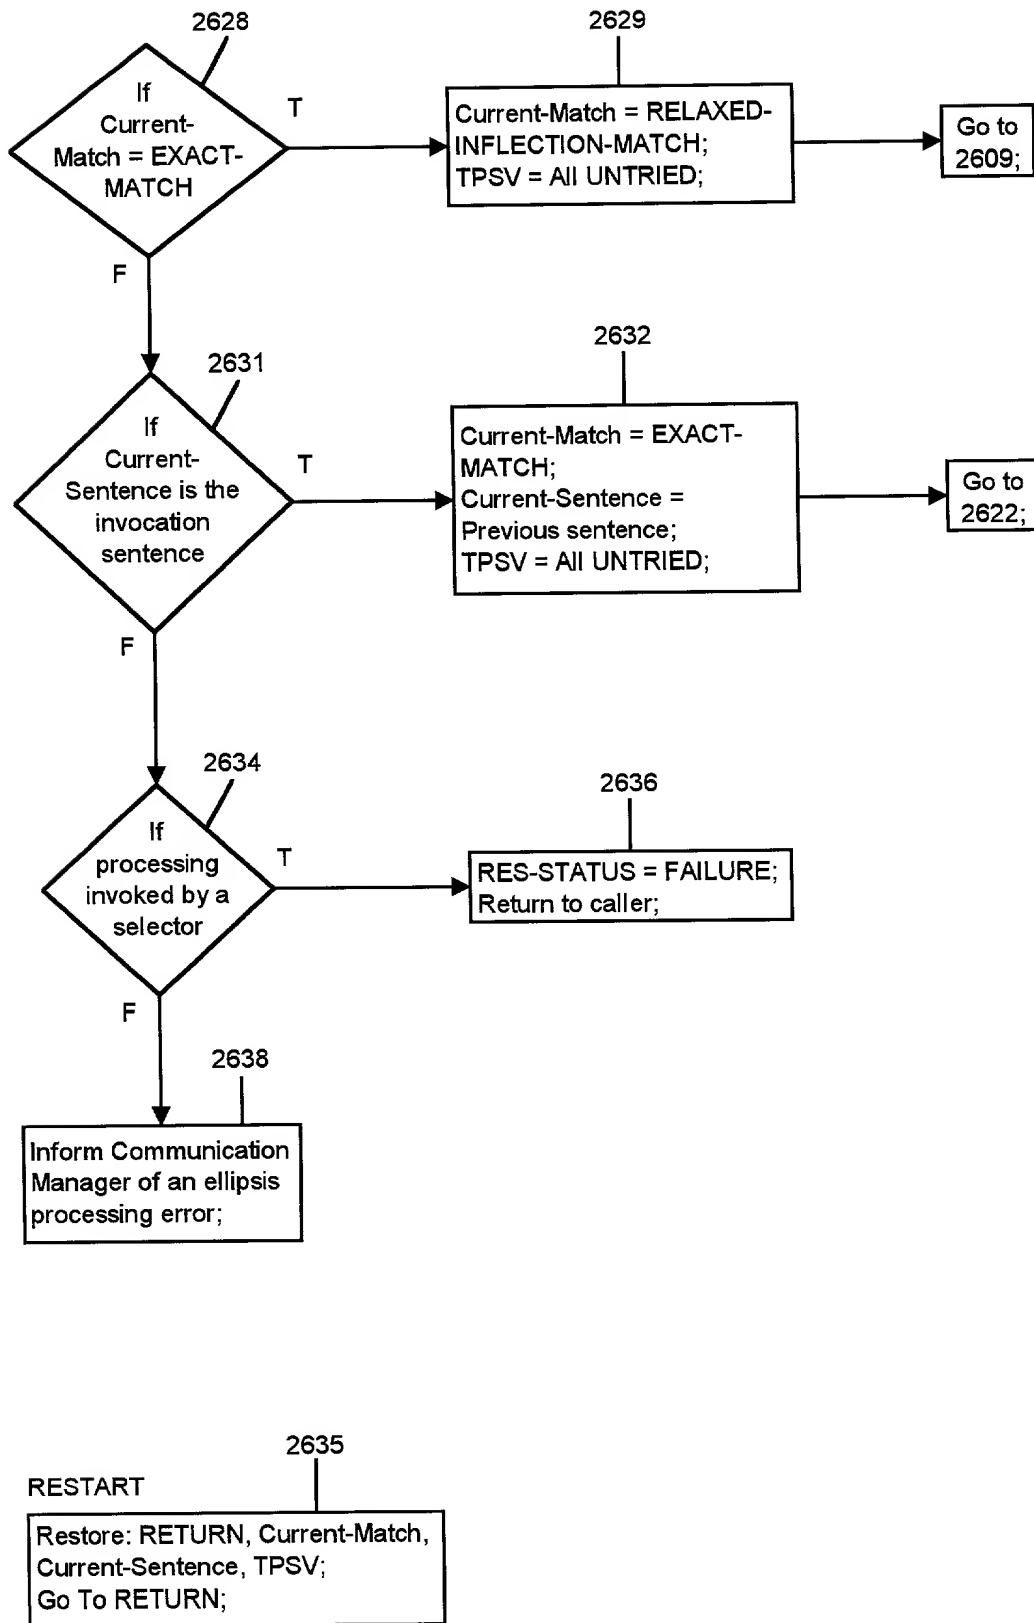 2628
2629
If
Current-
Match = EXACT-
MATCH
T
Current-Match = RELAXED-
INFLECTION-MATCH;
TPSV = All UNTRIED;
Go to
2609;
F
2631
2632
If
Current-
Sentence is the
invocation
sentence
T
Current-Match = EXACT-
MATCH;
Current-Sentence =
Previous sentence;
TPSV = All UNTRIED;
Go to
2622;
F
2634
2636
If
processing
invoked by a
selector
T
RES-STATUS = FAILURE;
Return to caller;
F
2638
Inform Communication
Manager of an ellipsis
processing error;
2635
RESTART
Restore: RETURN, Current-Match,
Current-Sentence, TPSV;
Go To RETURN;